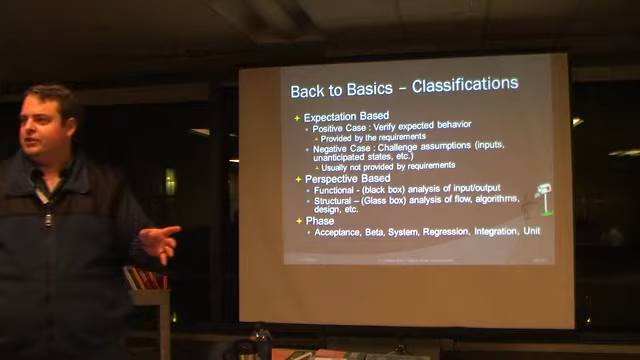 Back to Basics – Classifications
Expectation Based
Positive Case : Verify expected behavior
Provided by the requirements
Negative Case : Challenge assumptions (inputs,
unanticipated states, etc.)
Usually not provided by requirements
Perspective Based
Functional - (black box) analysis of input/output
Structural – (Glass box) analysis of flow, algorithms,
design, etc.
Phase
Acceptance, Beta, System, Regression, Integration, Unit